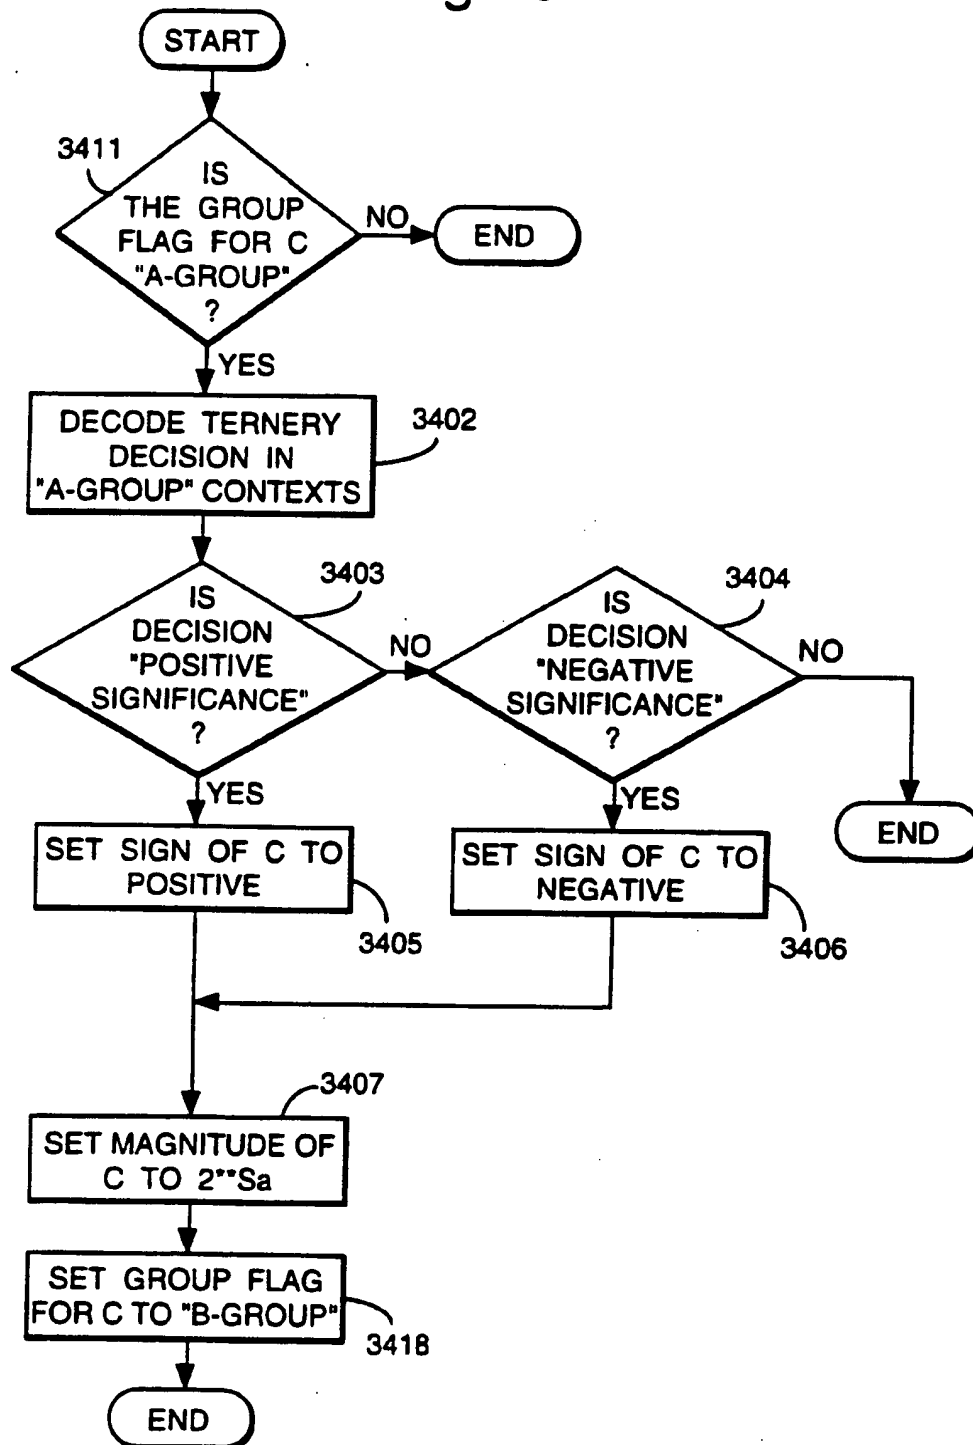 START
3411
IS
THE GROUP
FLAG FOR C
"A-GROUP"
?
NO
END
YES
DECODE TERNERY
DECISION IN
"A-GROUP" CONTEXTS
3402
3403
IS
DECISION
"POSITIVE
SIGNIFICANCE"
?
NO
3404
IS
DECISION
"NEGATIVE
SIGNIFICANCE"
?
NO
END
YES
SET SIGN OF C TO
POSITIVE
3405
YES
SET SIGN OF C TO
NEGATIVE
3406
3407
SET MAGNITUDE OF
C TO 2**Sa
SET GROUP FLAG
FOR C TO "B-GROUP"
3418
END